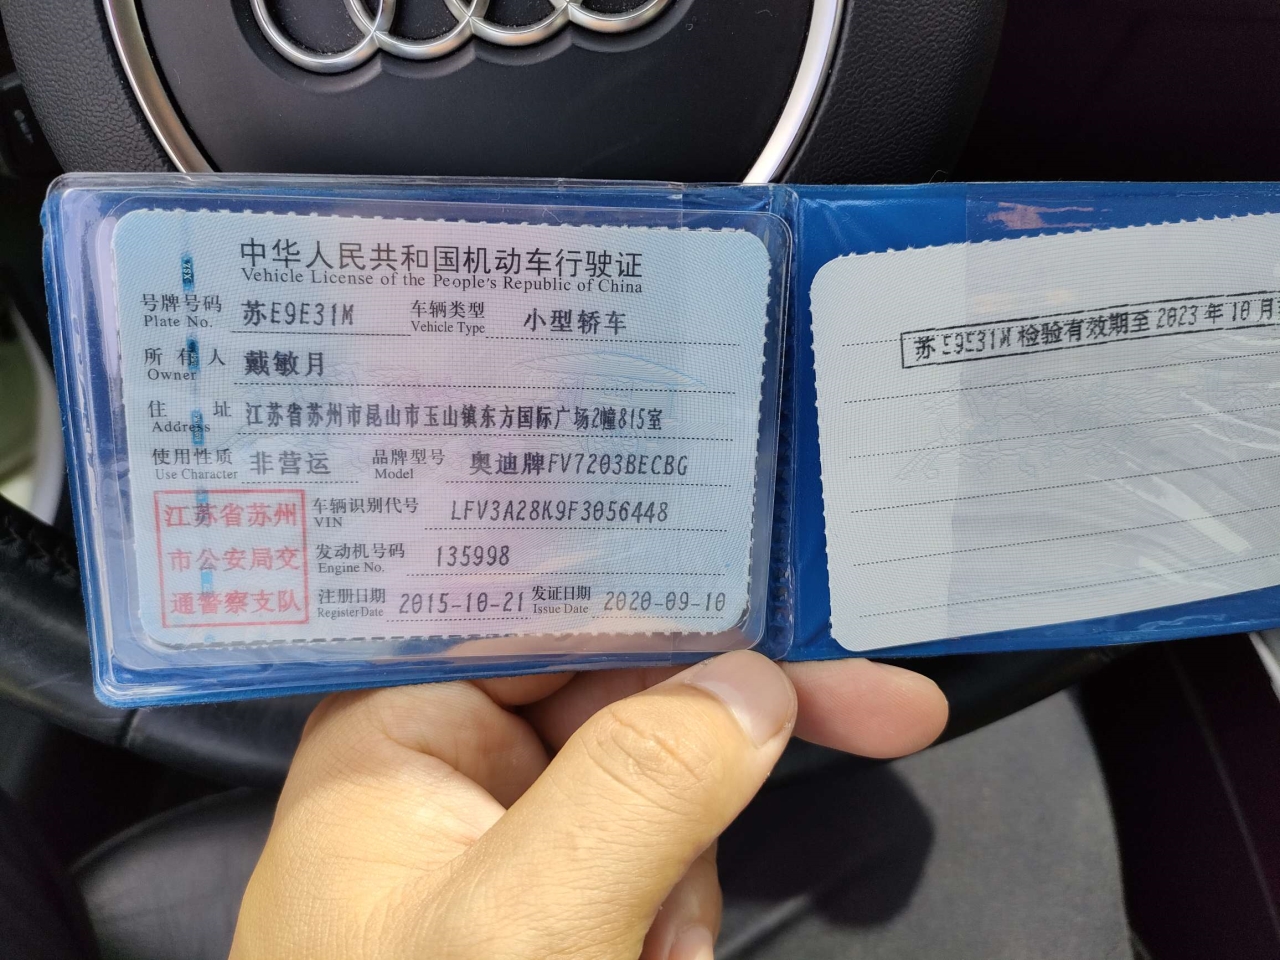 中华人民共和国机动车行驶证
Vehicle License of the People's Republic of China
号牌号码 苏E9E31M 车辆类型 小型轿车
Plate No. Vehicle Type
所有人 戴敏月
Owner
住址 江苏省苏州市昆山市玉山镇东方国际广场2幢815室
Address
使用性质 非营运 品牌型号 奥迪牌FV7203BECBG
Use Character Model
江苏省苏州
市公安局交
通警察支队
车辆识别代号 LFV3A28K9F3056448
VIN
发动机号码 135998
Engine No.
注册日期 2015-10-21 发证日期 2020-09-10
Register Date Issue Date
苏E9E31M 检验有效期至 2023 年 10 月